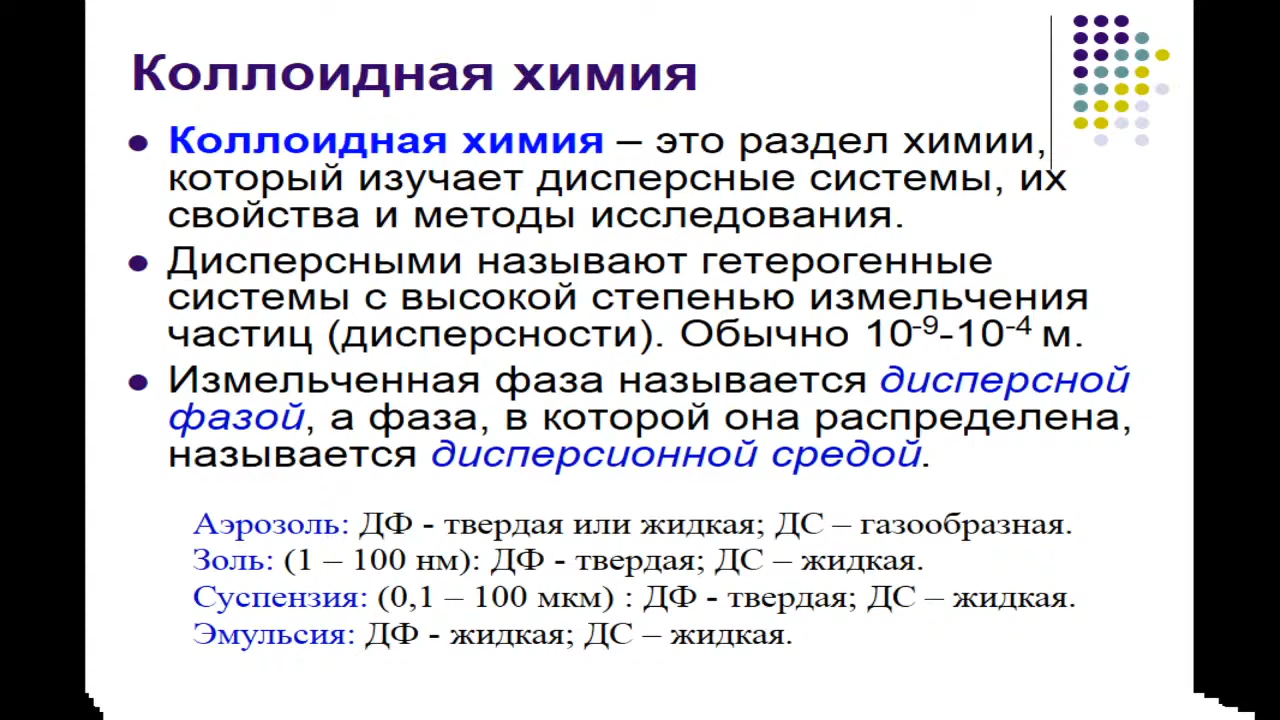 Коллоидная химия
Коллоидная химия – это раздел химии,
который изучает дисперсные системы, их
свойства и методы исследования.
Дисперсными называют гетерогенные
системы с высокой степенью измельчения
частиц (дисперсности). Обычно 10⁻⁹-10⁻⁴ м.
Измельченная фаза называется дисперсной
фазой, а фаза, в которой она распределена,
называется дисперсионной средой.
Аэрозоль: ДФ - твердая или жидкая; ДС – газообразная.
Золь: (1 – 100 нм): ДФ - твердая; ДС – жидкая.
Суспензия: (0,1 – 100 мкм) : ДФ - твердая; ДС – жидкая.
Эмульсия: ДФ - жидкая; ДС – жидкая.